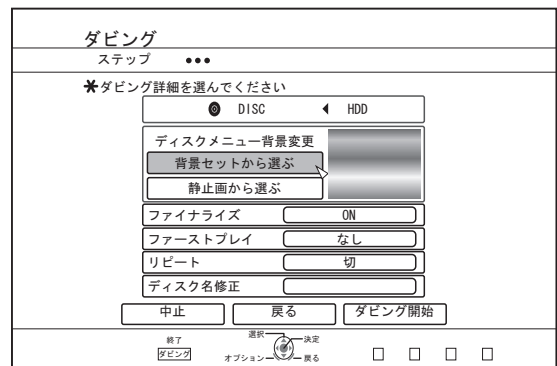 ダビング
ステップ ●●●
✱ダビング詳細を選んでください
DISC ◀ HDD
ディスクメニュー背景変更
背景セットから選ぶ
静止画から選ぶ
ファイナライズ ON
ファーストプレイ なし
リピート 切
ディスク名修正
中止 戻る ダビング開始
終了
ダビング
選択 決定
オプション 戻る